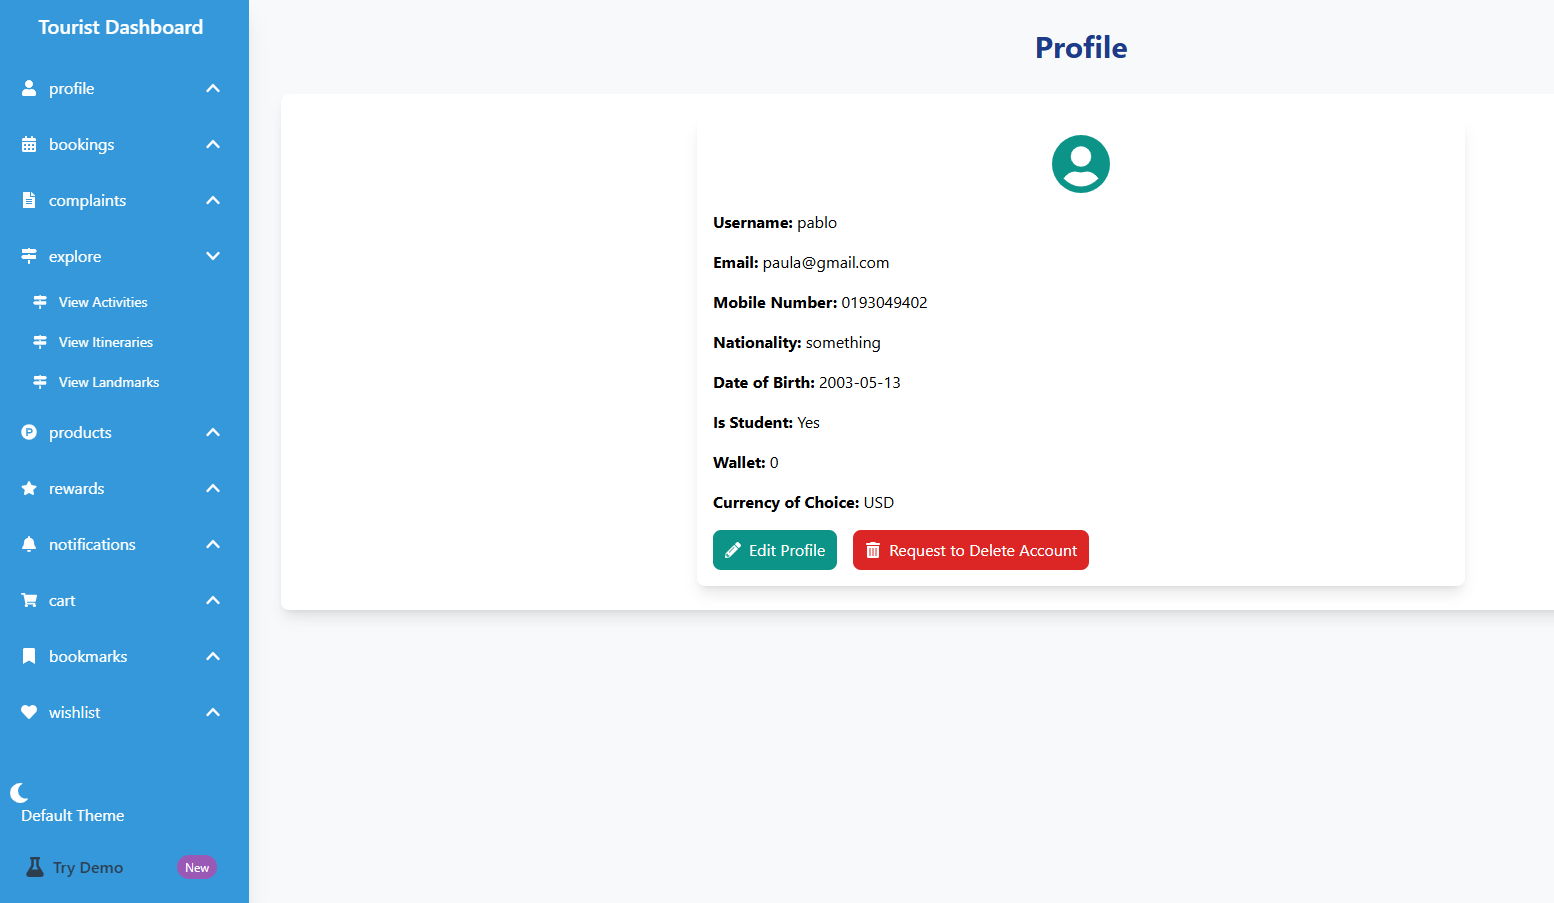 Tourist Dashboard
profile
bookings
complaints
explore
View Activities
View Itineraries
View Landmarks
products
rewards
notifications
cart
bookmarks
wishlist
Default Theme
Try Demo New
Profile
Username: pablo
Email: paula@gmail.com
Mobile Number: 0193049402
Nationality: something
Date of Birth: 2003-05-13
Is Student: Yes
Wallet: 0
Currency of Choice: USD
Edit Profile Request to Delete Account